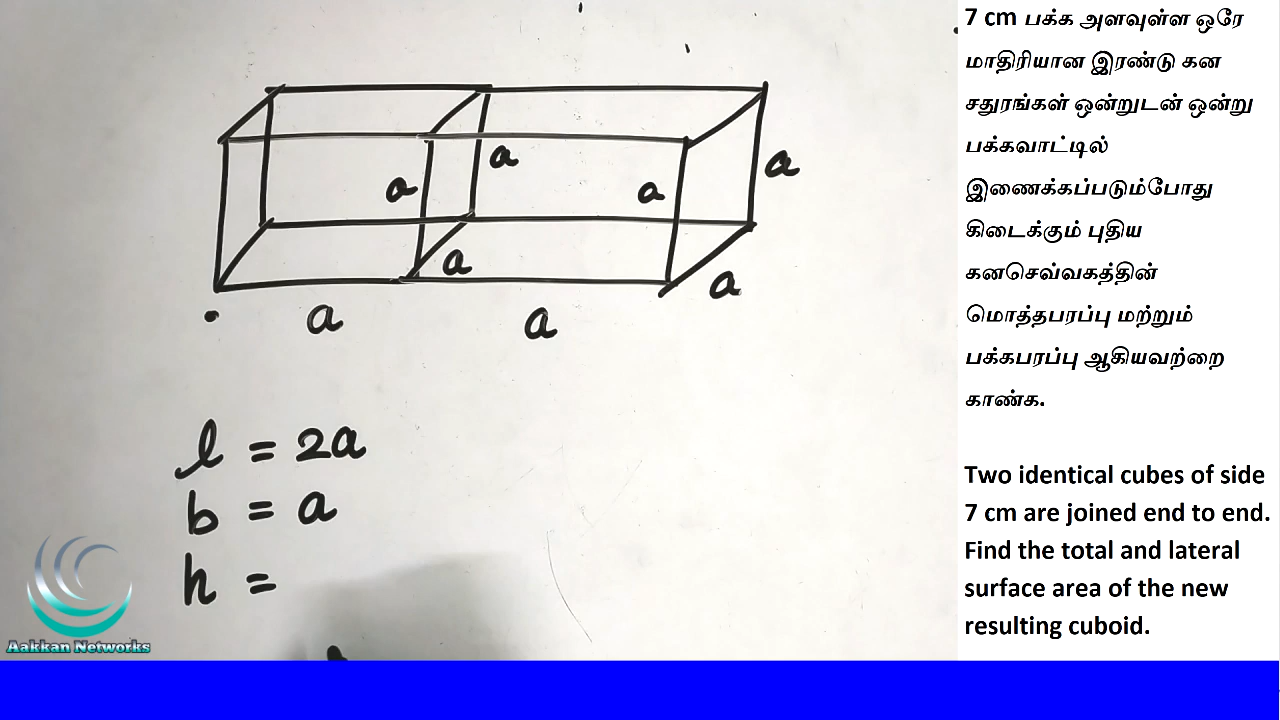 a
a
a
a
a
a
a
a
l = 2a
b = a
h =
Aakkan Networks
7 cm பக்க அளவுள்ள ஒரே
மாதிரியான இரண்டு கன
சதுரங்கள் ஒன்றுடன் ஒன்று
பக்கவாட்டில்
இணைக்கப்படும்போது
கிடைக்கும் புதிய
கனசெவ்வகத்தின்
மொத்தபரப்பு மற்றும்
பக்கபரப்பு ஆகியவற்றை
காண்க.
Two identical cubes of side
7 cm are joined end to end.
Find the total and lateral
surface area of the new
resulting cuboid.